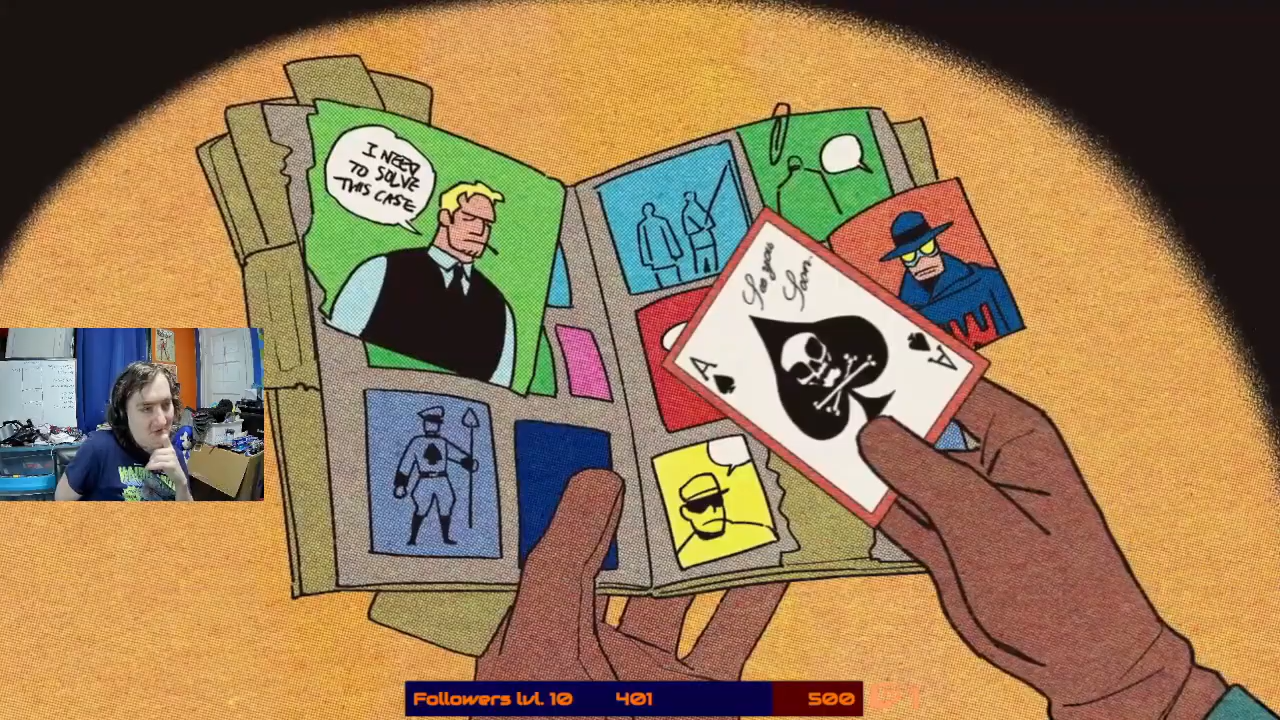 I NEED
TO SOLVE
THIS CASE
See you
Soon.
A
A
Followers lvl. 10 401 500